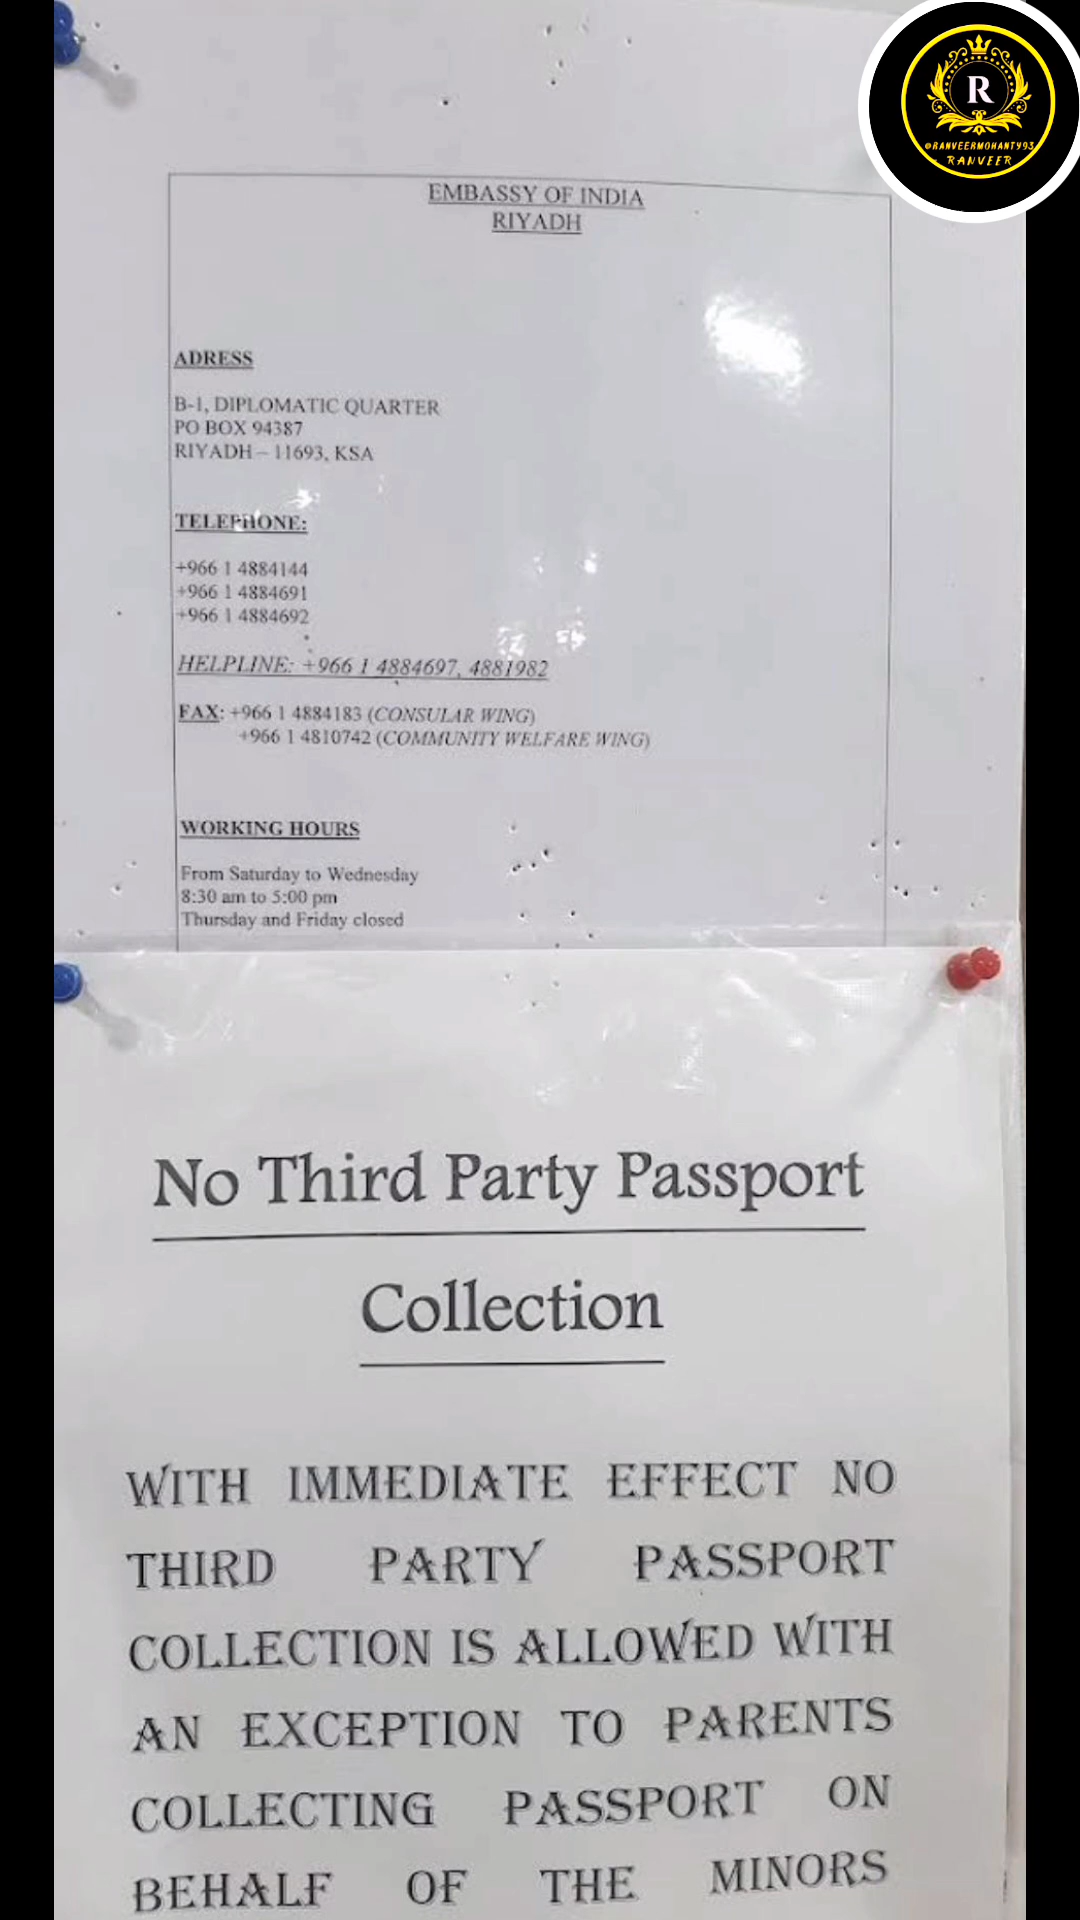 R
@RANVEERMOHANTY93
RANVEER
EMBASSY OF INDIA
RIYADH
ADRESS
B-1, DIPLOMATIC QUARTER
PO BOX 94387
RIYADH – 11693, KSA
TELEPHONE:
+966 1 4884144
+966 1 4884691
+966 1 4884692
HELPLINE: +966 1 4884697, 4881982
FAX: +966 1 4884183 (CONSULAR WING)
+966 1 4810742 (COMMUNITY WELFARE WING)
WORKING HOURS
From Saturday to Wednesday
8:30 am to 5:00 pm
Thursday and Friday closed
No Third Party Passport
Collection
WITH IMMEDIATE EFFECT NO
THIRD PARTY PASSPORT
COLLECTION IS ALLOWED WITH
AN EXCEPTION TO PARENTS
COLLECTING PASSPORT ON
BEHALF OF THE MINORS